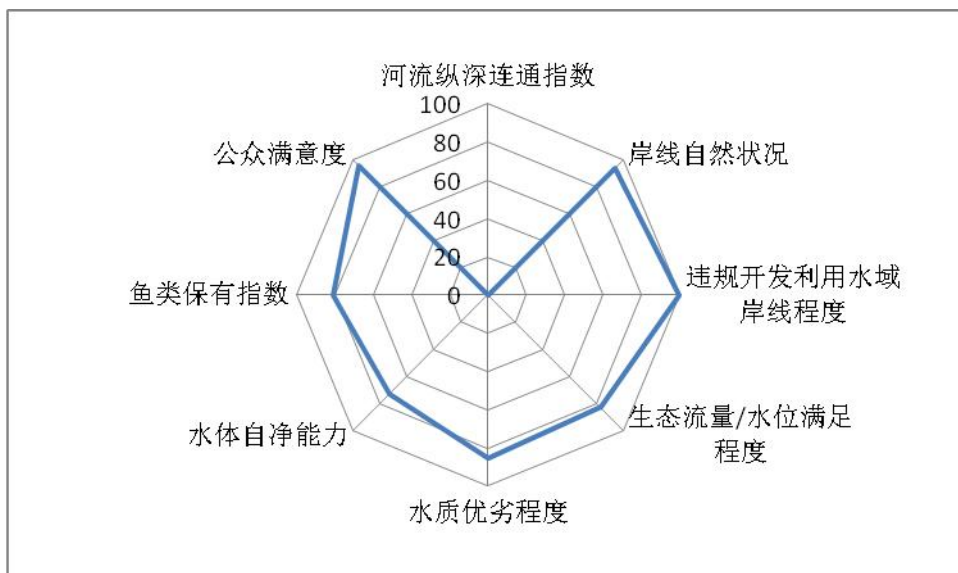 河流纵深连通指数
100
80
60
40
20
0
公众满意度
岸线自然状况
鱼类保有指数
违规开发利用水域
岸线程度
水体自净能力
生态流量/水位满足
程度
水质优劣程度